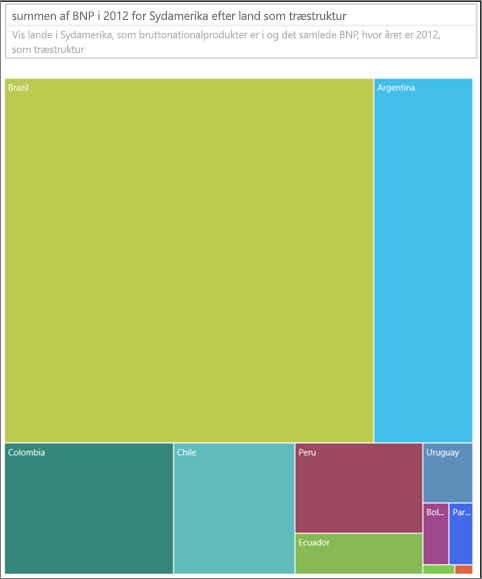 summen af BNP i 2012 for Sydamerika efter land som træstruktur
Vis lande i Sydamerika, som bruttonationalprodukter er i og det samlede BNP, hvor året er 2012,
som træstruktur
Brazil
Argentina
Colombia
Chile
Peru
Uruguay
Bol...
Par...
Ecuador